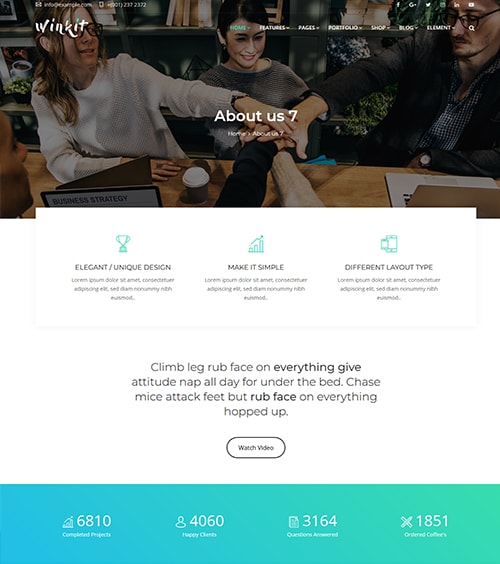 info@example.com +(001) 237 2372
Winkit
HOME FEATURES PAGES PORTFOLIO SHOP BLOG ELEMENT
About us 7
Home About us 7
BUSINESS STRATEGY
ELEGANT / UNIQUE DESIGN
Lorem ipsum dolor sit amet, consectetuer
adipiscing elit, sed diam nonummy nibh
euismod..
MAKE IT SIMPLE
Lorem ipsum dolor sit amet, consectetuer
adipiscing elit, sed diam nonummy nibh
euismod..
DIFFERENT LAYOUT TYPE
Lorem ipsum dolor sit amet, consectetuer
adipiscing elit, sed diam nonummy nibh
euismod..
Climb leg rub face on everything give
attitude nap all day for under the bed. Chase
mice attack feet but rub face on everything
hopped up.
Watch Video
6810
Completed Projects
4060
Happy Clients
3164
Questions Answered
1851
Ordered Coffee's